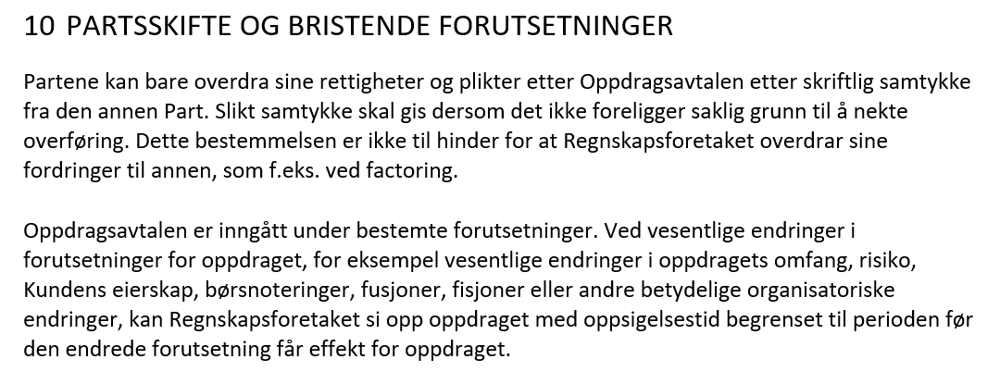 10 PARTSSKIFTE OG BRISTENDE FORUTSETNINGER
Partene kan bare overdra sine rettigheter og plikter etter Oppdragsavtalen etter skriftlig samtykke
fra den annen Part. Slikt samtykke skal gis dersom det ikke foreligger saklig grunn til å nekte
overføring. Dette bestemmelsen er ikke til hinder for at Regnskapsforetaket overdrar sine
fordringer til annen, som f.eks. ved factoring.
Oppdragsavtalen er inngått under bestemte forutsetninger. Ved vesentlige endringer i
forutsetninger for oppdraget, for eksempel vesentlige endringer i oppdragets omfang, risiko,
Kundens eierskap, børsnoteringer, fusjoner, fisjoner eller andre betydelige organisatoriske
endringer, kan Regnskapsforetaket si opp oppdraget med oppsigelsestid begrenset til perioden før
den endrede forutsetning får effekt for oppdraget.